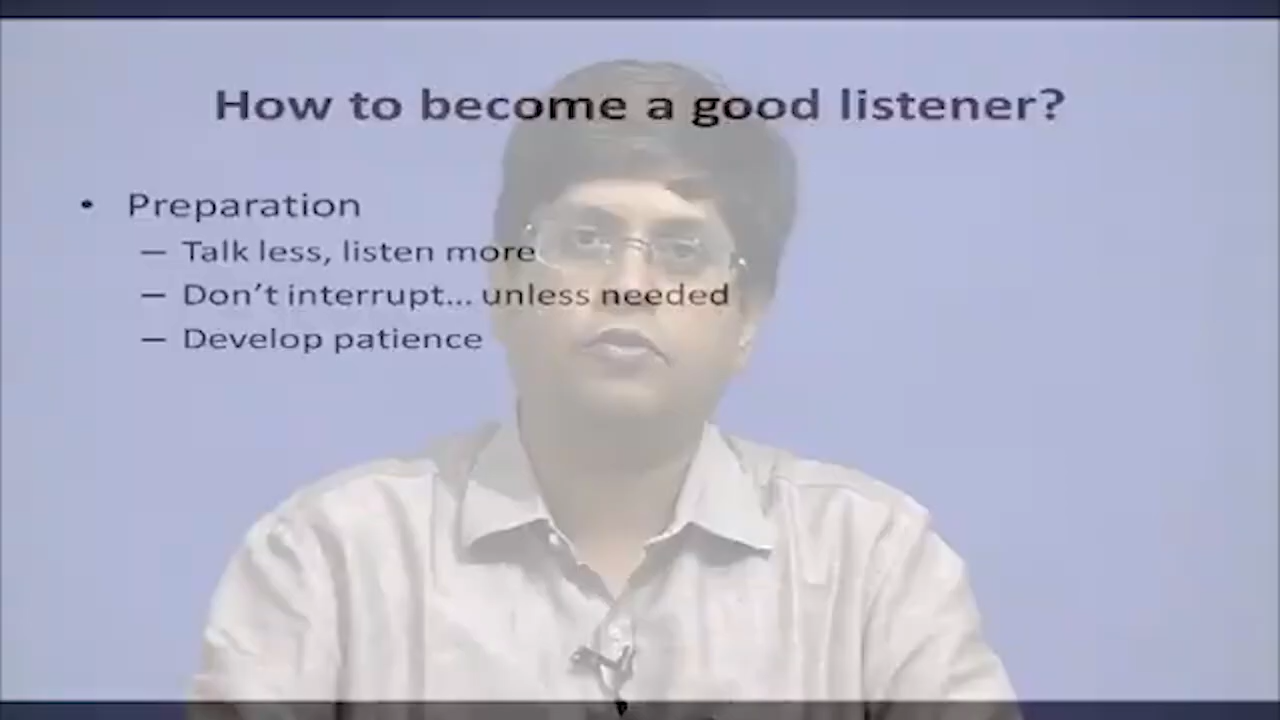 How to become a good listener?
• Preparation
– Talk less, listen more
– Don't interrupt... unless needed
– Develop patience